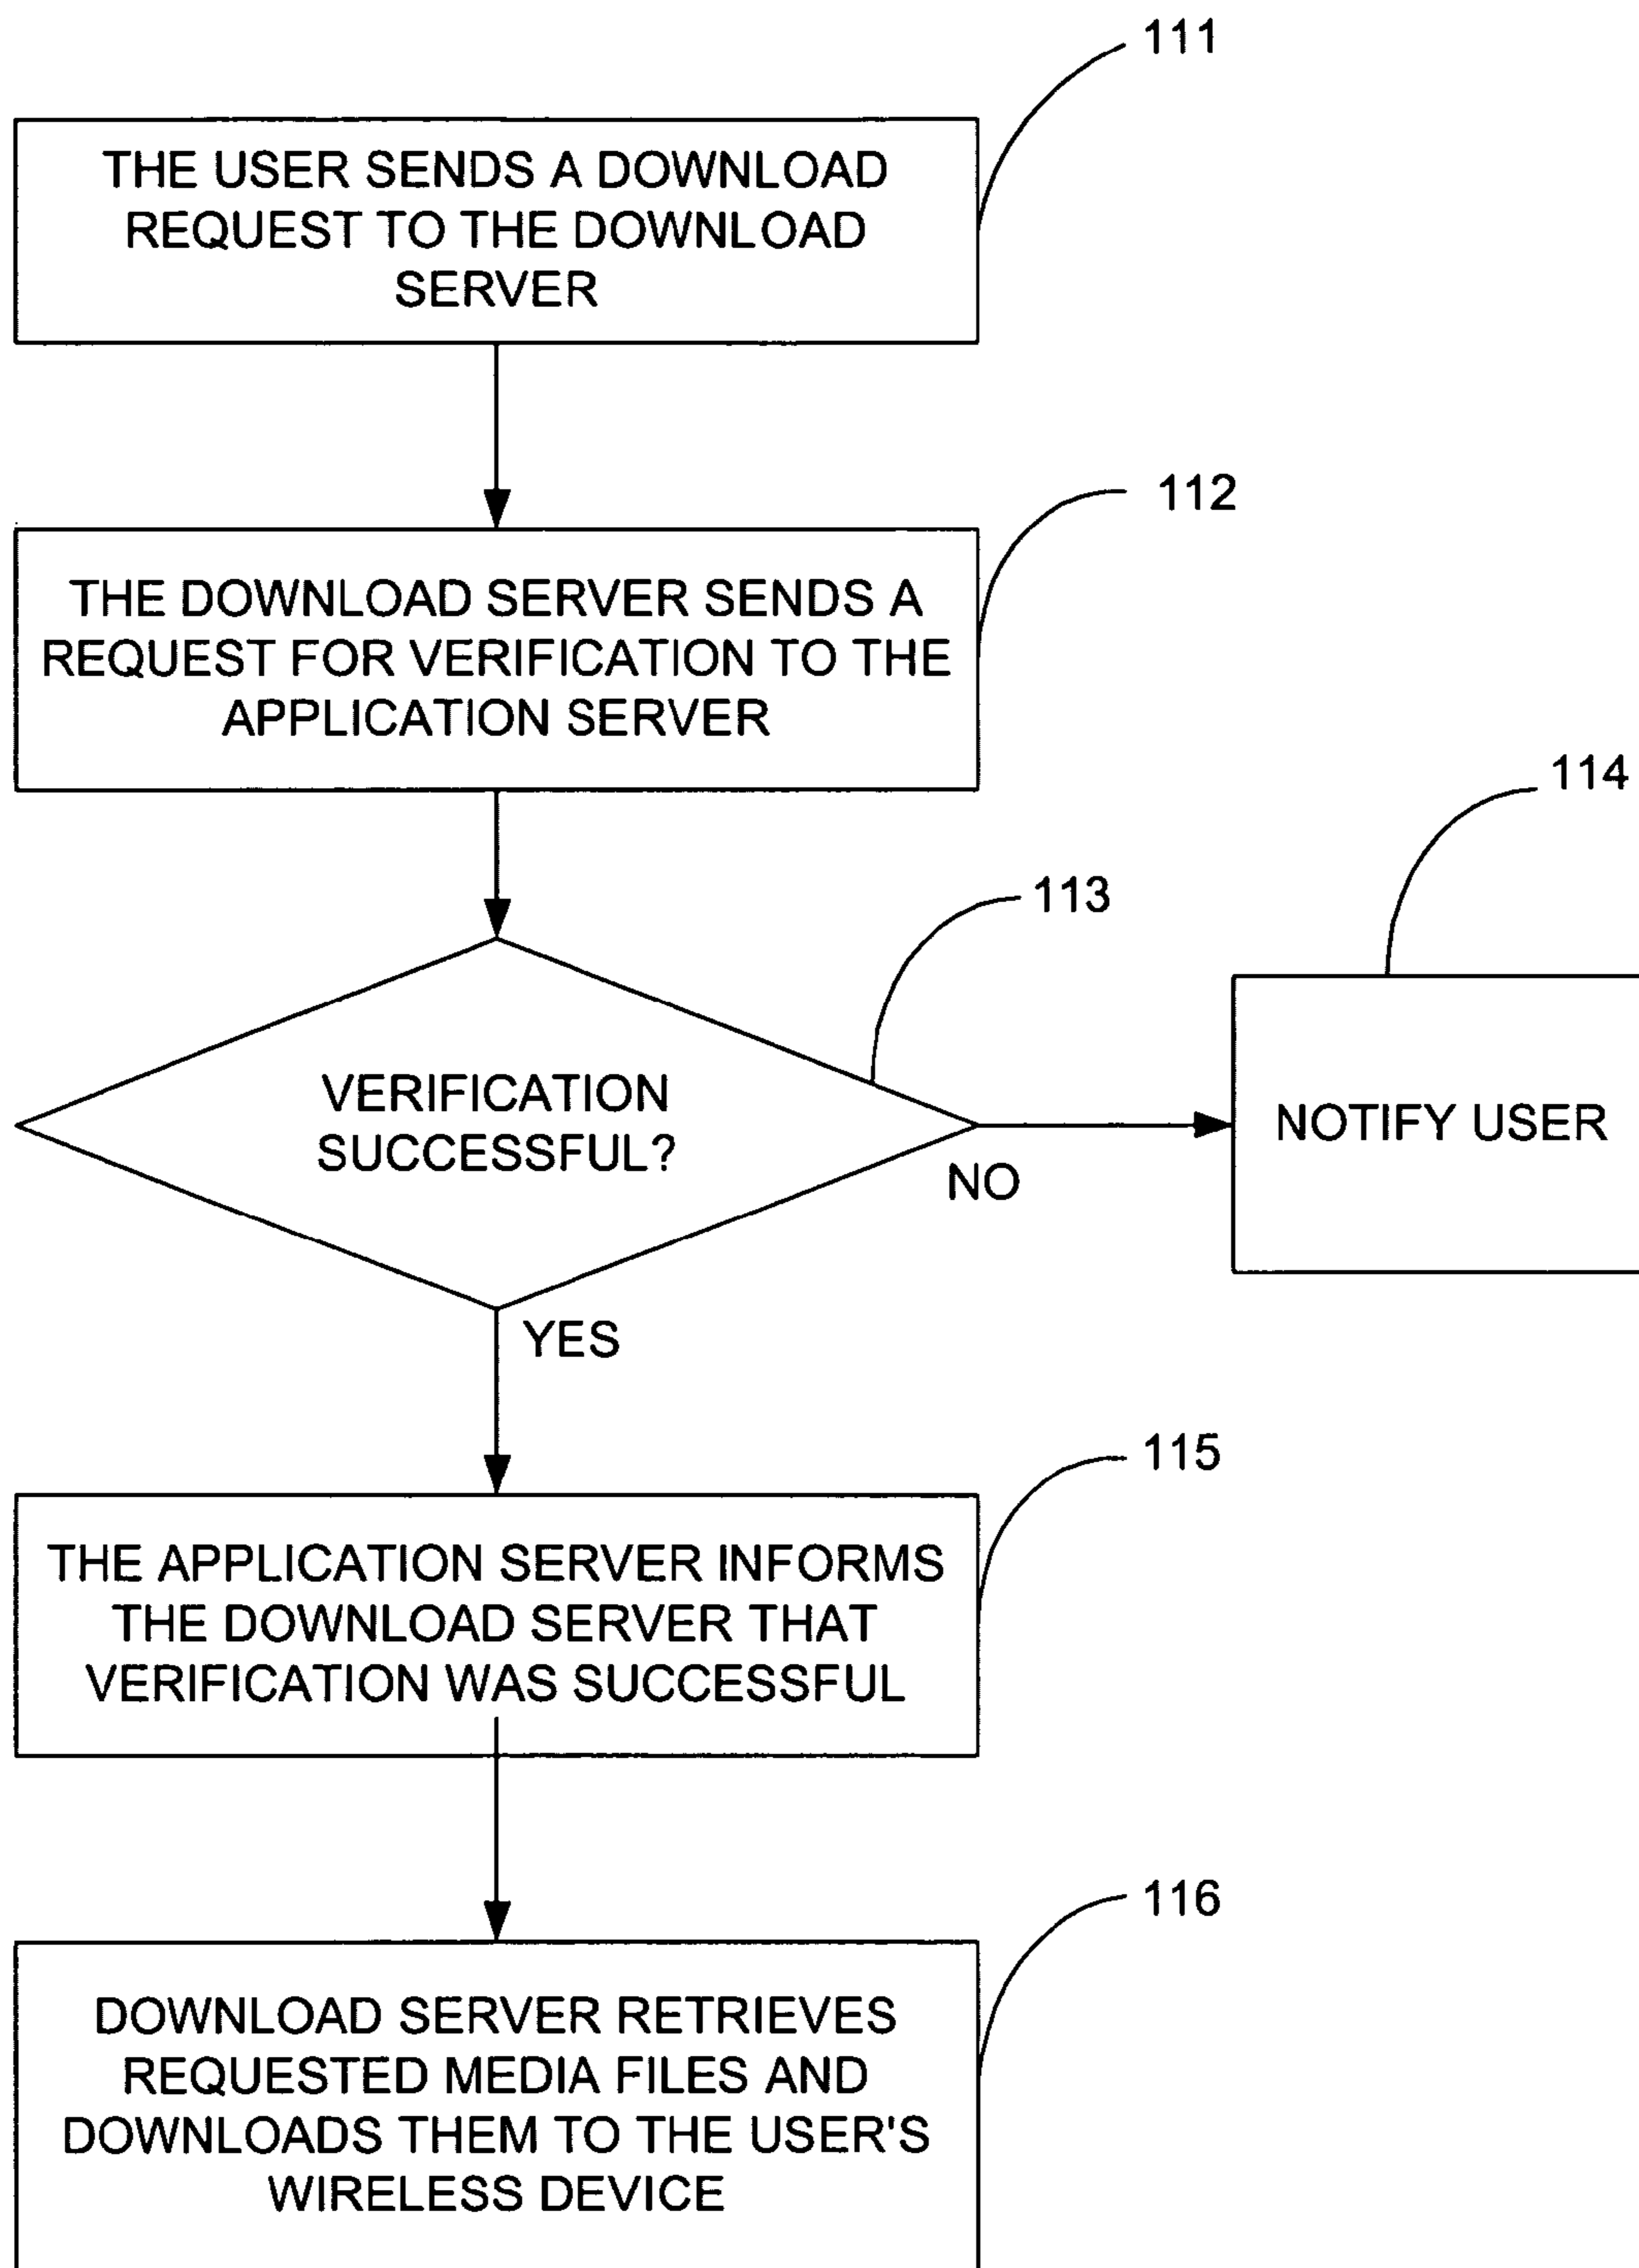 111
THE USER SENDS A DOWNLOAD
REQUEST TO THE DOWNLOAD
SERVER
112
THE DOWNLOAD SERVER SENDS A
REQUEST FOR VERIFICATION TO THE
APPLICATION SERVER
114
113
VERIFICATION
SUCCESSFUL?
NOTIFY USER
NO
YES
115
THE APPLICATION SERVER INFORMS
THE DOWNLOAD SERVER THAT
VERIFICATION WAS SUCCESSFUL
116
DOWNLOAD SERVER RETRIEVES
REQUESTED MEDIA FILES AND
DOWNLOADS THEM TO THE USER'S
WIRELESS DEVICE